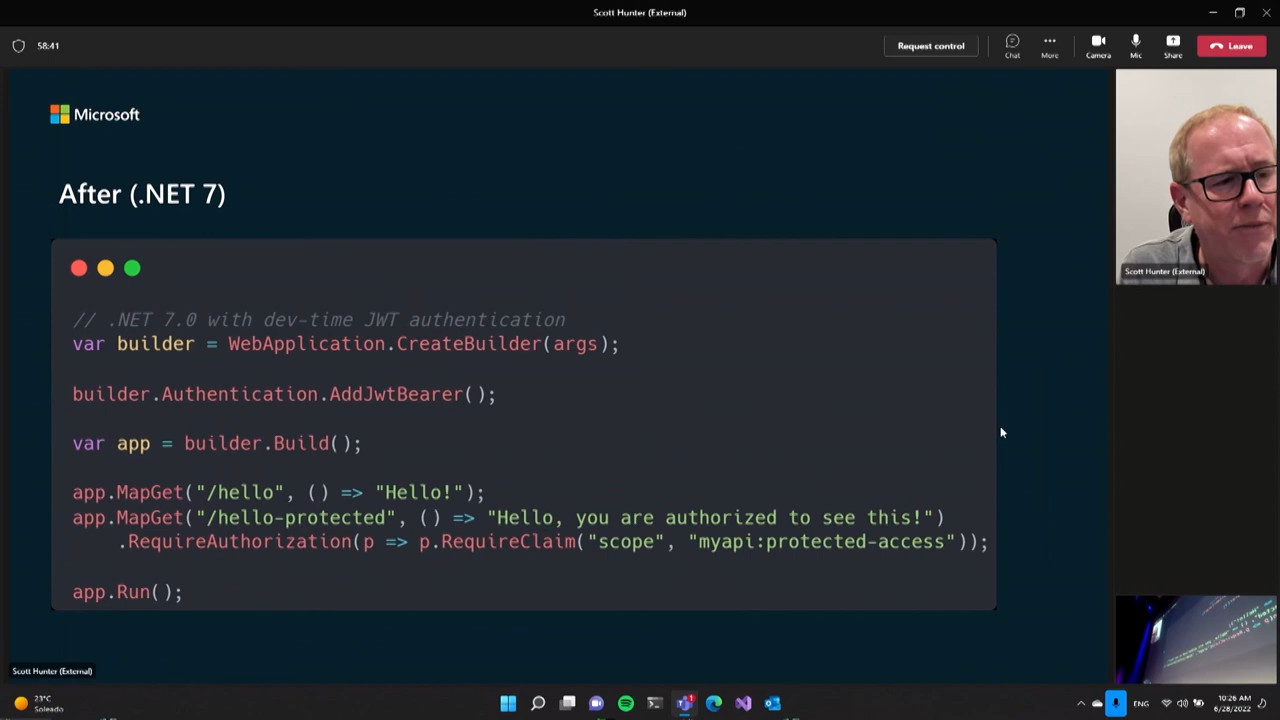 Scott Hunter (External)
58:41
Request control
Chat
More
Camera
Mic
Share
Leave
Microsoft
After (.NET 7)
// .NET 7.0 with dev-time JWT authentication
var builder = WebApplication.CreateBuilder(args);
builder.Authentication.AddJwtBearer();
var app = builder.Build();
app.MapGet("/hello", () => "Hello!");
app.MapGet("/hello-protected", () => "Hello, you are authorized to see this!")
.RequireAuthorization(p => p.RequireClaim("scope", "myapi:protected-access"));
app.Run();
Scott Hunter (External)
Scott Hunter (External)
23°C
Soleado
ENG
10:26 AM
6/28/2022